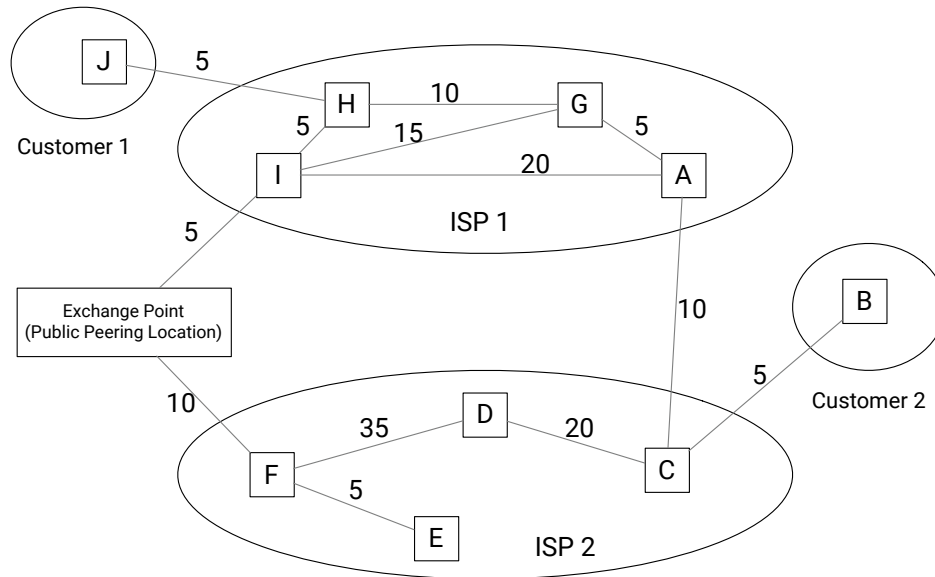 J
5
Customer 1
H
10
G
5
15
5
I
20
A
ISP 1
5
Exchange Point
(Public Peering Location)
10
B
5
Customer 2
10
D
35
20
F
C
5
E
ISP 2